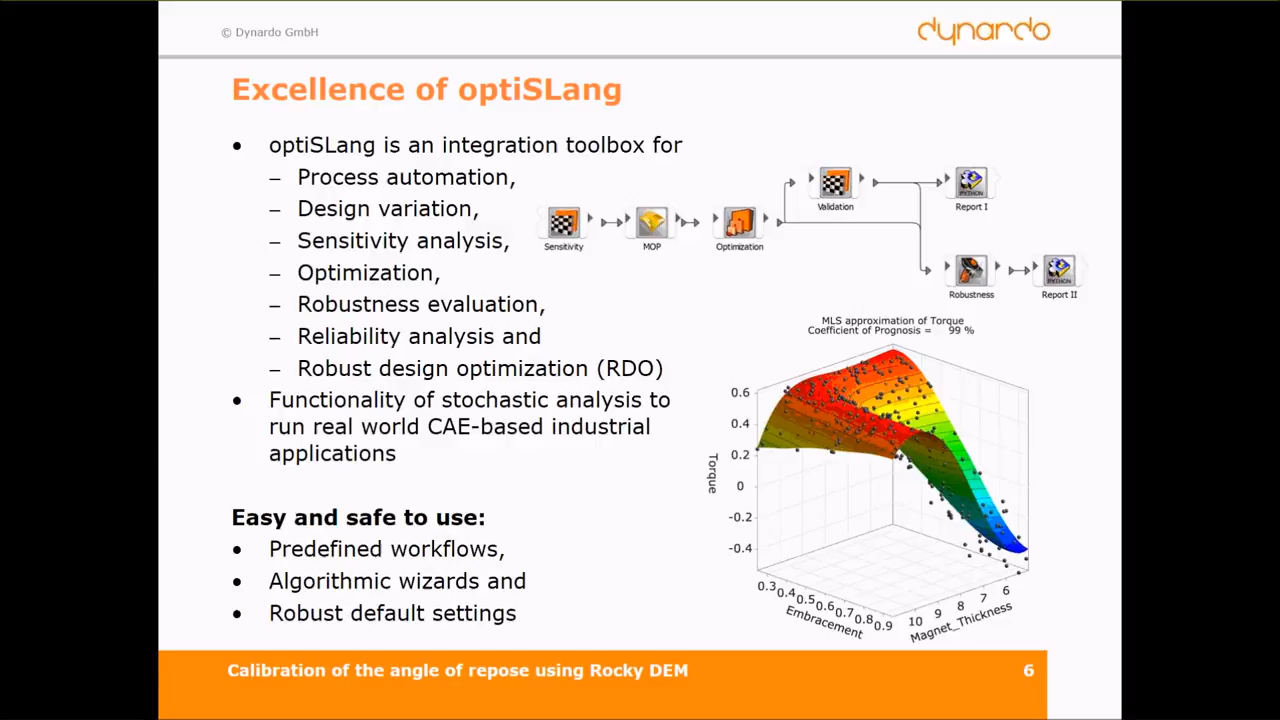 © Dynardo GmbH
dynardo
Excellence of optiSLang
• optiSLang is an integration toolbox for
– Process automation,
– Design variation,
– Sensitivity analysis,
– Optimization,
– Robustness evaluation,
– Reliability analysis and
– Robust design optimization (RDO)
• Functionality of stochastic analysis to
run real world CAE-based industrial
applications
Easy and safe to use:
• Predefined workflows,
• Algorithmic wizards and
• Robust default settings
Sensitivity
MOP
Optimization
Validation
PYTHON
Report I
Robustness
PYTHON
Report II
MLS approximation of Torque
Coefficient of Prognosis = 99 %
0.6
0.4
0.2
0
-0.2
-0.4
Torque
0.3 0.4 0.5 0.6 0.7 0.8 0.9
Embracement
10 9 8 7 6
Magnet_Thickness
Calibration of the angle of repose using Rocky DEM
6